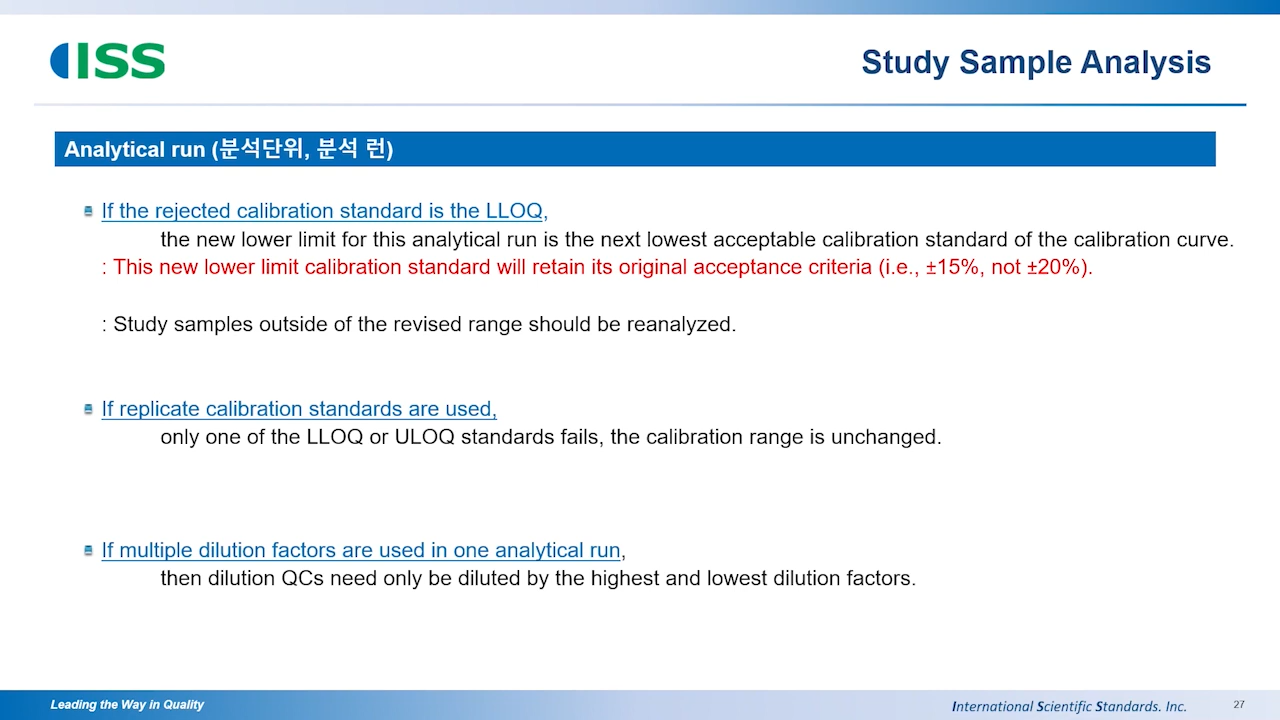 ISS
Study Sample Analysis
Analytical run (분석단위, 분석 런)
If the rejected calibration standard is the LLOQ,
the new lower limit for this analytical run is the next lowest acceptable calibration standard of the calibration curve.
: This new lower limit calibration standard will retain its original acceptance criteria (i.e., ±15%, not ±20%).
: Study samples outside of the revised range should be reanalyzed.
If replicate calibration standards are used,
only one of the LLOQ or ULOQ standards fails, the calibration range is unchanged.
If multiple dilution factors are used in one analytical run,
then dilution QCs need only be diluted by the highest and lowest dilution factors.
Leading the Way in Quality
International Scientific Standards. Inc.
27